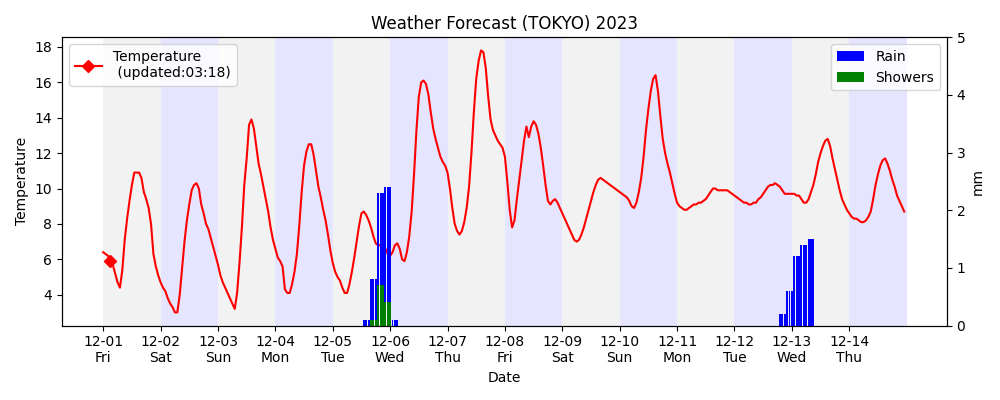 Weather Forecast (TOKYO) 2023
Temperature
(updated:03:18)
Rain
Showers
Temperature
18
16
14
12
10
8
6
4
5
4
3
2
1
0
mm
12-01 12-02 12-03 12-04 12-05 12-06 12-07 12-08 12-09 12-10 12-11 12-12 12-13 12-14
Fri Sat Sun Mon Tue Wed Thu Fri Sat Sun Mon Tue Wed Thu
Date